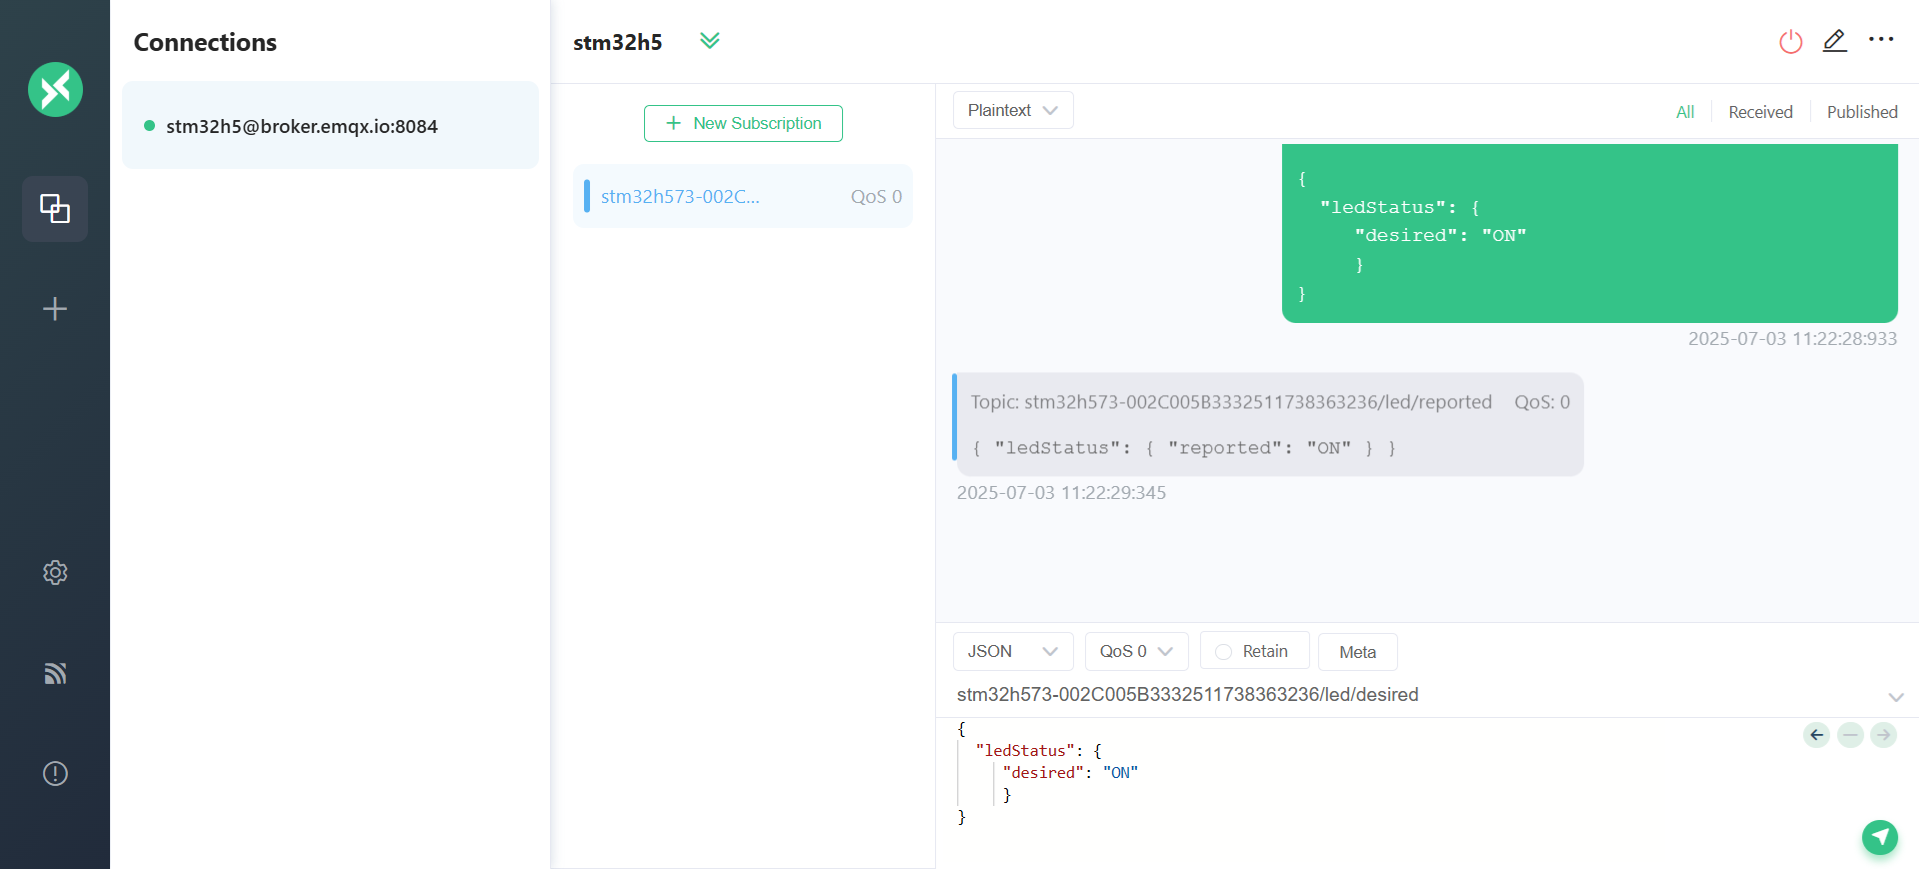 Connections
stm32h5@broker.emqx.io:8084
stm32h5
New Subscription
stm32h573-002C... QoS 0
Plaintext
All Received Published
{
"ledStatus": {
"desired": "ON"
}
}
2025-07-03 11:22:28:933
Topic: stm32h573-002C005B3332511738363236/led/reported QoS: 0
{ "ledStatus": { "reported": "ON" } }
2025-07-03 11:22:29:345
JSON QoS 0 Retain Meta
stm32h573-002C005B3332511738363236/led/desired
{
"ledStatus": {
"desired": "ON"
}
}